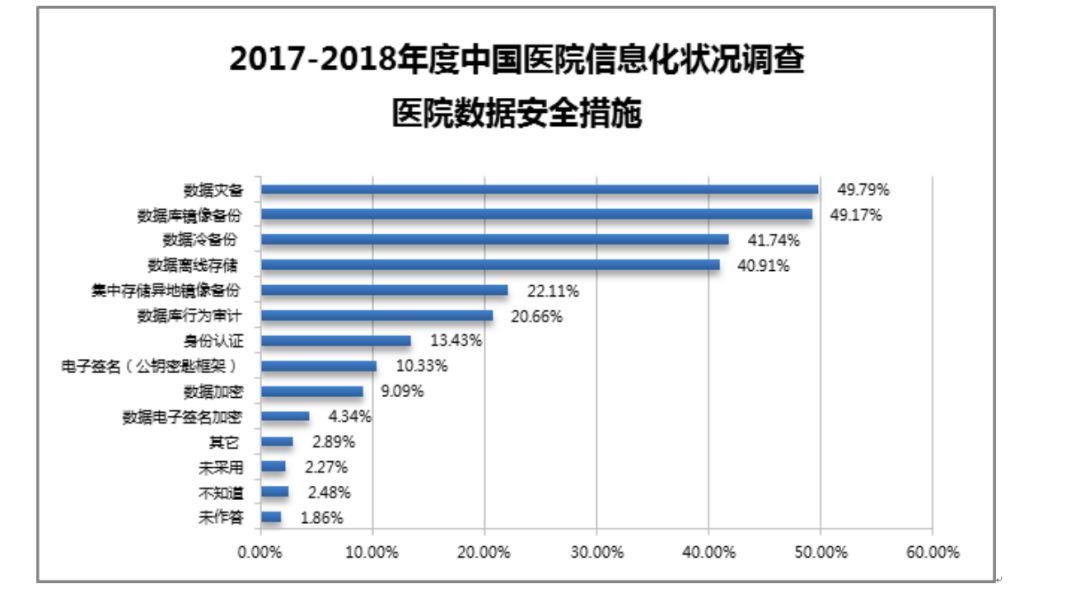 2017-2018年度中国医院信息化状况调查
医院数据安全措施
数据灾备 49.79%
数据库镜像备份 49.17%
数据冷备份 41.74%
数据离线存储 40.91%
集中存储异地镜像备份 22.11%
数据库行为审计 20.66%
身份认证 13.43%
电子签名（公钥密匙框架） 10.33%
数据加密 9.09%
数据电子签名加密 4.34%
其它 2.89%
未采用 2.27%
不知道 2.48%
未作答 1.86%
0.00% 10.00% 20.00% 30.00% 40.00% 50.00% 60.00%